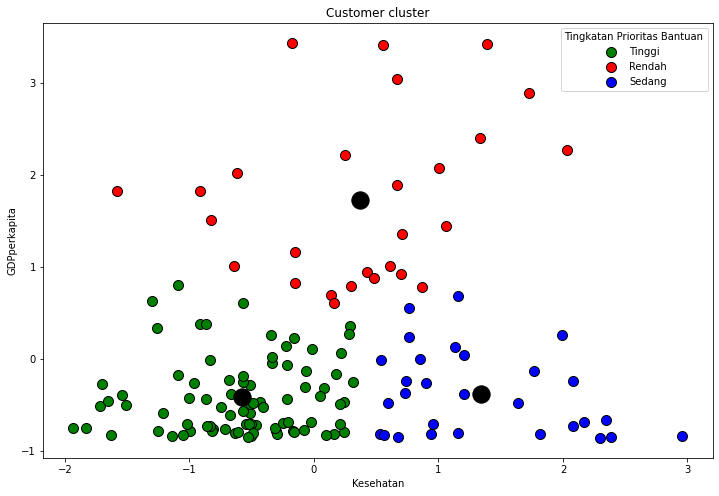 Customer cluster
Tingkatan Prioritas Bantuan
Tinggi
Rendah
Sedang
GDPperkapita
3
2
1
0
−1
−2
−1
0
1
2
3
Kesehatan